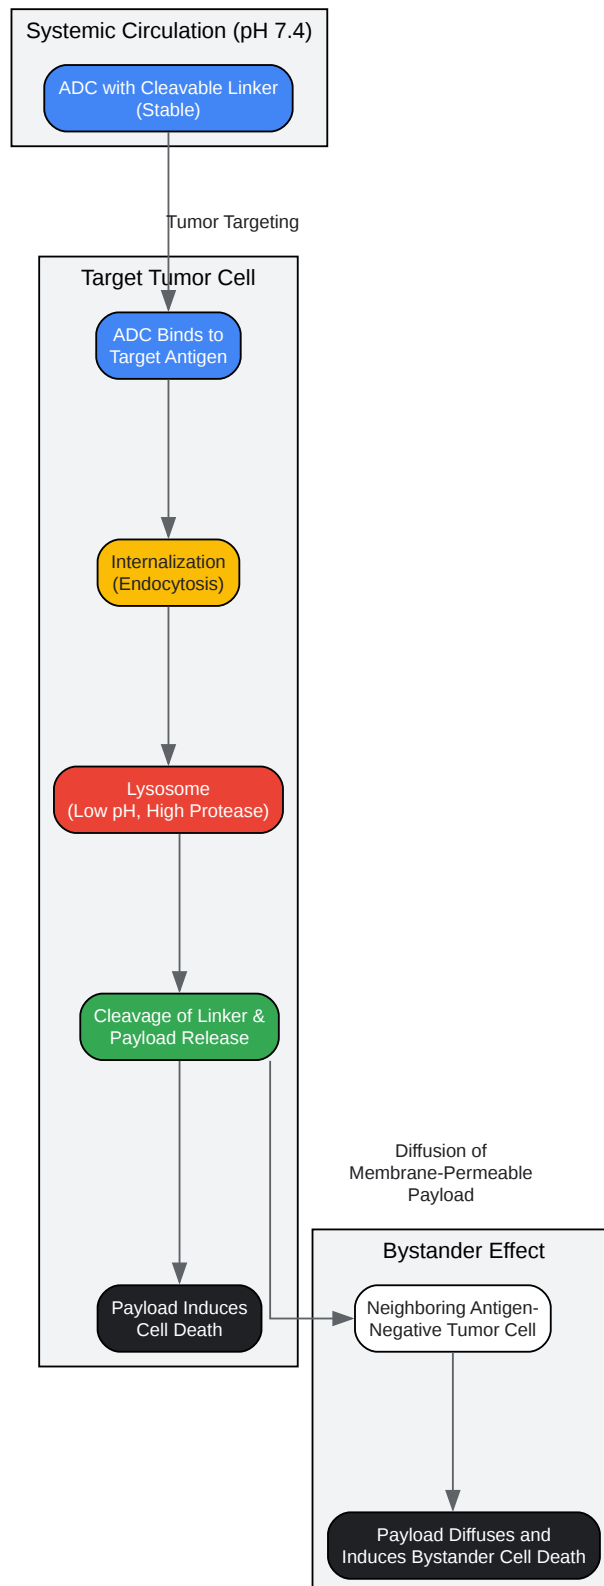 Systemic Circulation (pH 7.4)
ADC with Cleavable Linker
(Stable)
Tumor Targeting
Target Tumor Cell
ADC Binds to
Target Antigen
Internalization
(Endocytosis)
Lysosome
(Low pH, High Protease)
Cleavage of Linker &
Payload Release
Diffusion of
Membrane-Permeable
Payload
Bystander Effect
Payload Induces
Cell Death
Neighboring Antigen-
Negative Tumor Cell
Payload Diffuses and
Induces Bystander Cell Death